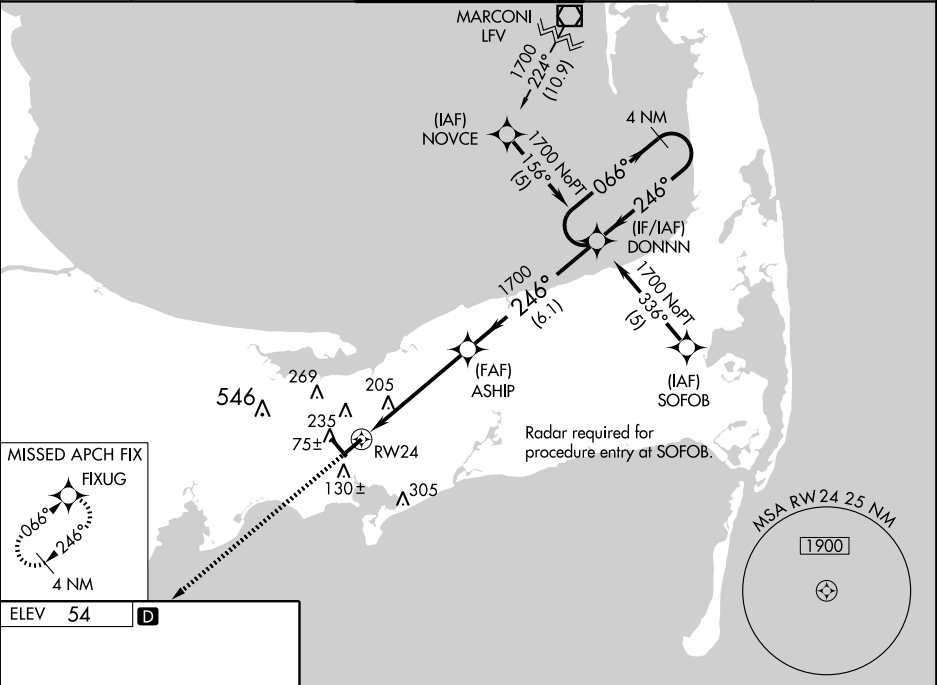 MARCONI
LFV
1700
224°
(10.9)
(IAF)
NOVCE
4 NM
1700 NoPT
156°
(5)
066°
246°
(IF/IAF)
DONNN
1700
246°
(6.1)
1700 NoPT
336°
(5)
(FAF)
ASHIP
(IAF)
SOFOB
269
205
546
235
75±
RW24
130±
305
Radar required for
procedure entry at SOFOB.
MISSED APCH FIX
FIXUG
066°
246°
4 NM
MSA RW24 25 NM
1900
ELEV 54 D